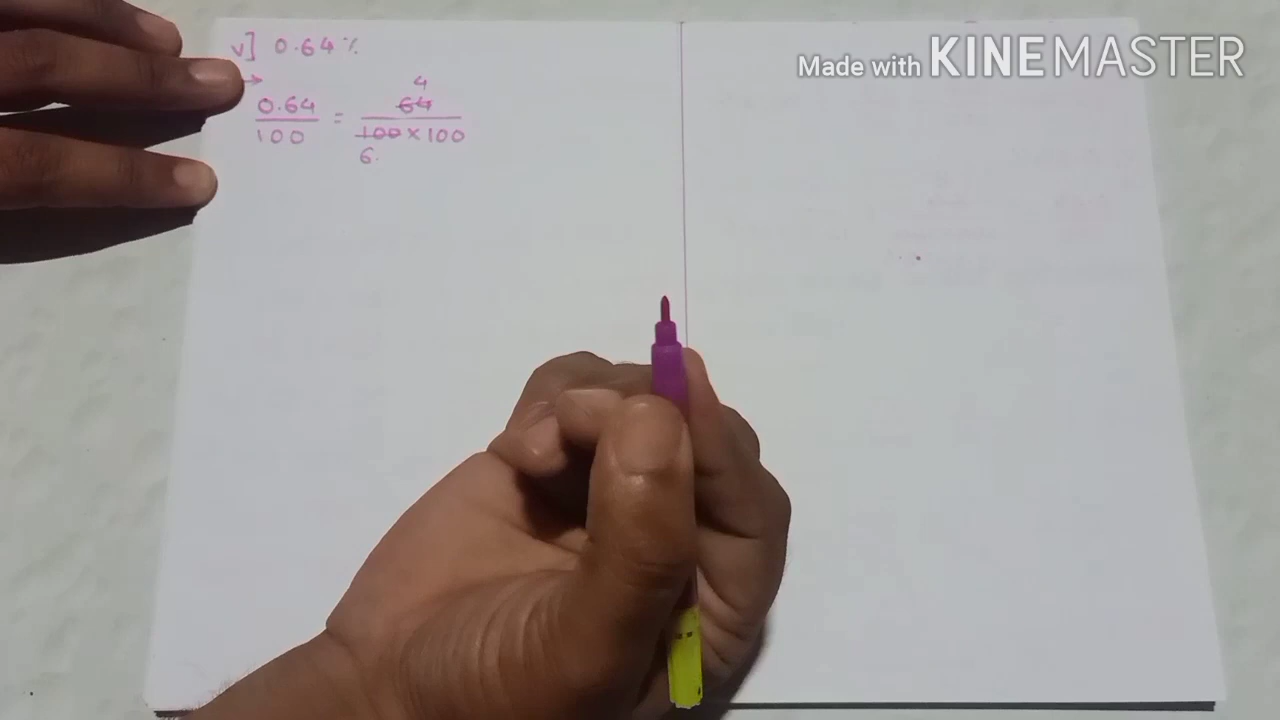 Made with KINEMASTER
v] 0.64%
→ 4
0.64 = 64
100 100 × 100
6.